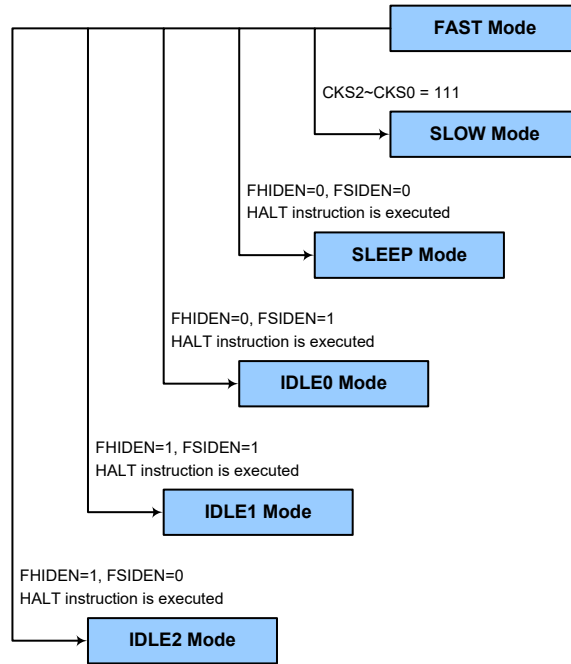 FAST Mode
CKS2~CKS0 = 111
SLOW Mode
FHIDEN=0, FSIDEN=0
HALT instruction is executed
SLEEP Mode
FHIDEN=0, FSIDEN=1
HALT instruction is executed
IDLE0 Mode
FHIDEN=1, FSIDEN=1
HALT instruction is executed
IDLE1 Mode
FHIDEN=1, FSIDEN=0
HALT instruction is executed
IDLE2 Mode